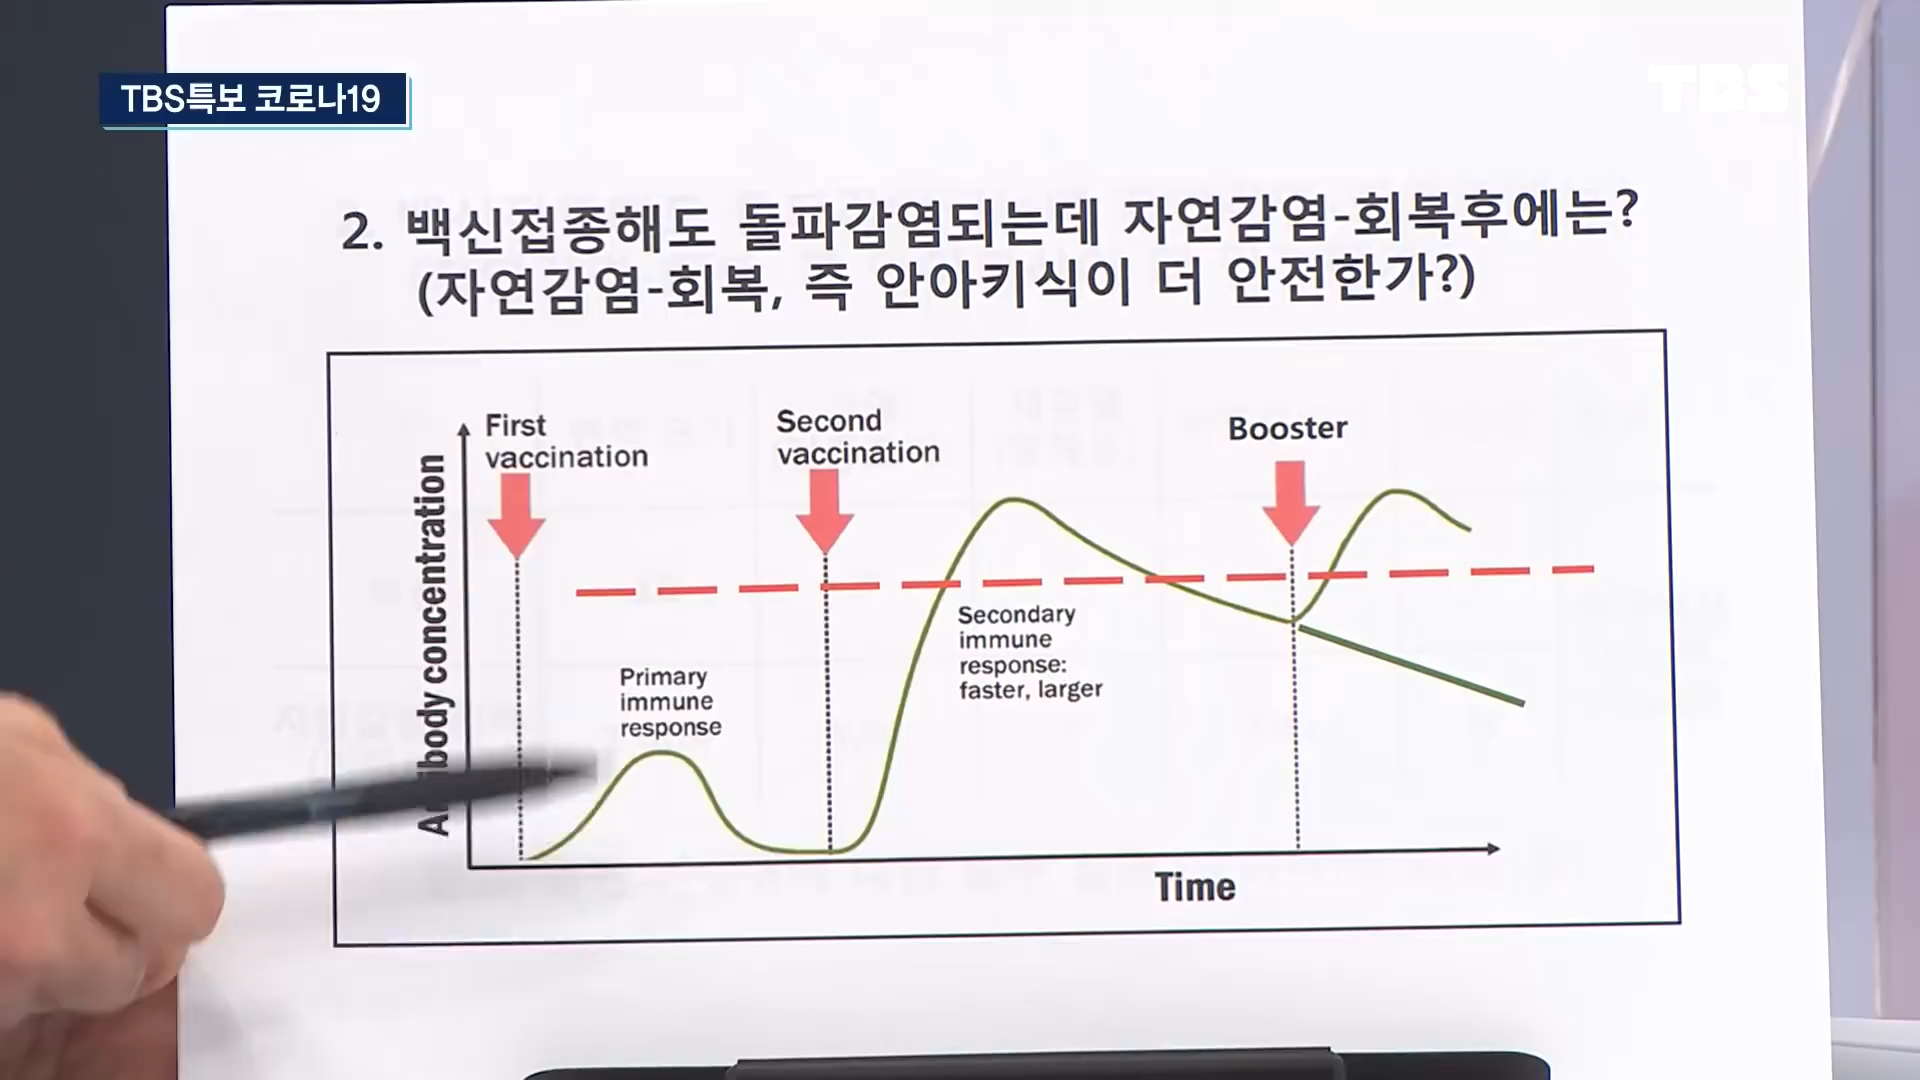 TBS특보 코로나19
TBS
2. 백신접종해도 돌파감염되는데 자연감염-회복후에는?
(자연감염-회복, 즉 안아키식이 더 안전한가?)
First
vaccination
Second
vaccination
Booster
concentration
Primary
immune
response
Secondary
immune
response:
faster, larger
Time